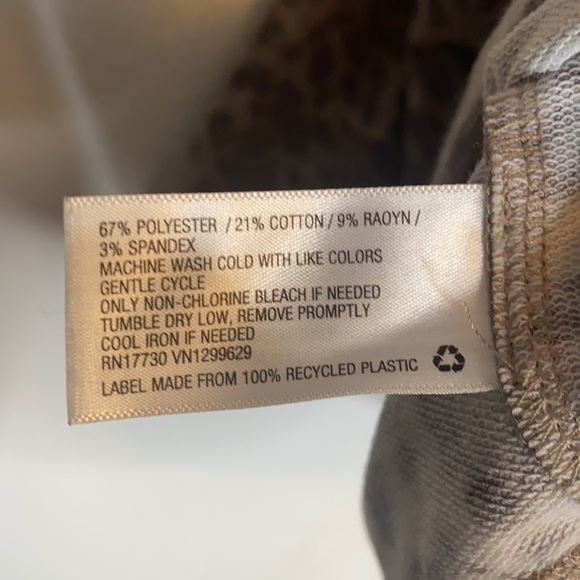 67% POLYESTER / 21% COTTON / 9% RAOYN /
3% SPANDEX
MACHINE WASH COLD WITH LIKE COLORS
GENTLE CYCLE
ONLY NON-CHLORINE BLEACH IF NEEDED
TUMBLE DRY LOW, REMOVE PROMPTLY
COOL IRON IF NEEDED
RN17730 VN1299629
LABEL MADE FROM 100% RECYCLED PLASTIC